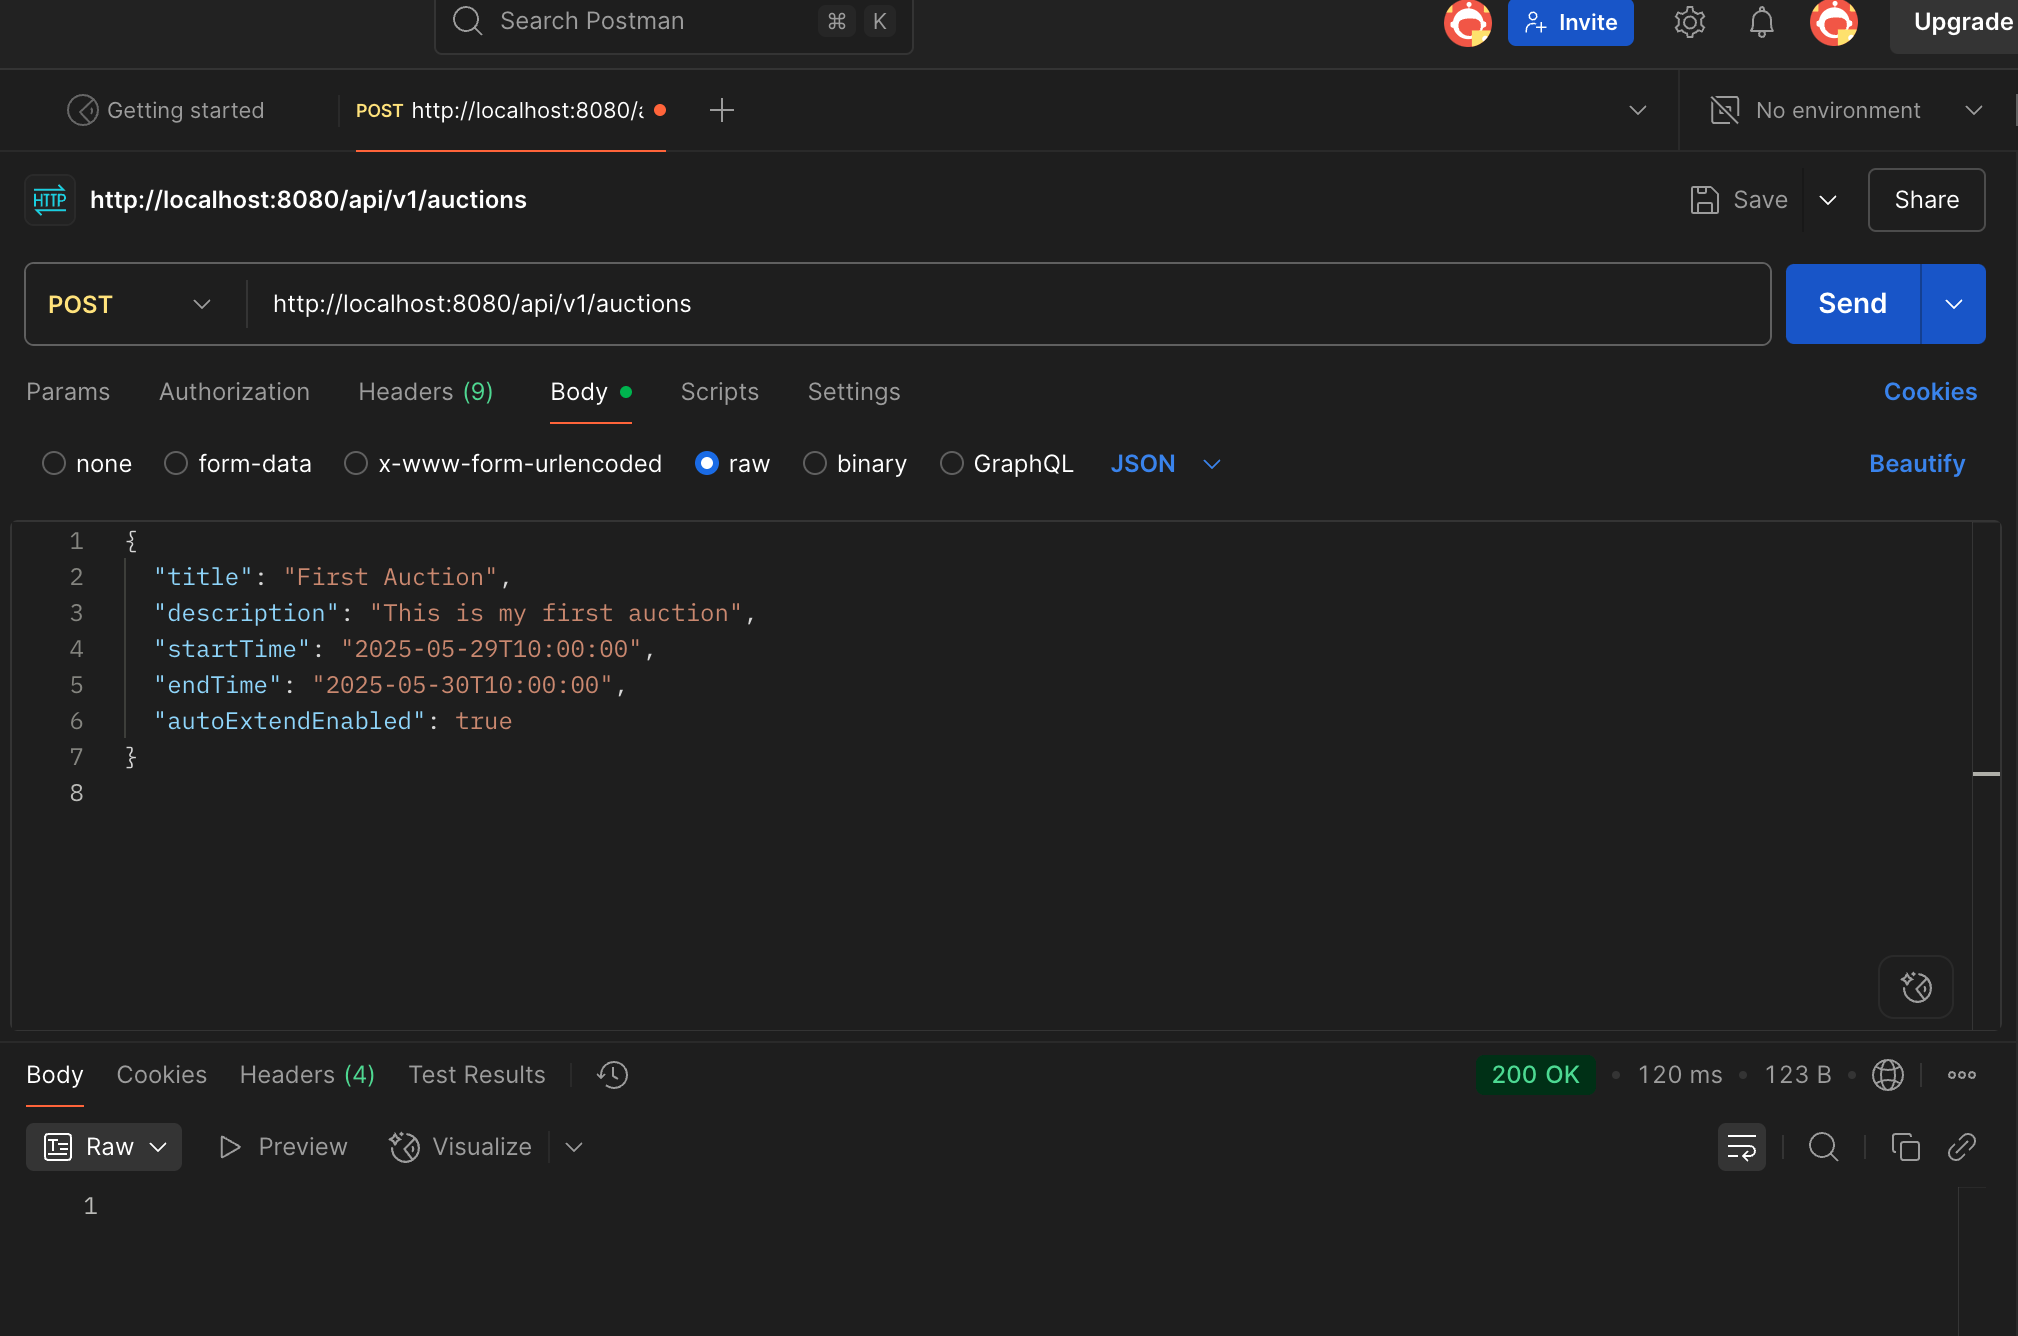 Search Postman ⌘ K Invite Upgrade
Getting started POST http://localhost:8080/a No environment
HTTP http://localhost:8080/api/v1/auctions Save Share
POST http://localhost:8080/api/v1/auctions Send
Params Authorization Headers (9) Body Scripts Settings Cookies
none form-data x-www-form-urlencoded raw binary GraphQL JSON Beautify
1 {
2 "title": "First Auction",
3 "description": "This is my first auction",
4 "startTime": "2025-05-29T10:00:00",
5 "endTime": "2025-05-30T10:00:00",
6 "autoExtendEnabled": true
7 }
8
Body Cookies Headers (4) Test Results 200 OK • 120 ms • 123 B •
Raw Preview Visualize
1